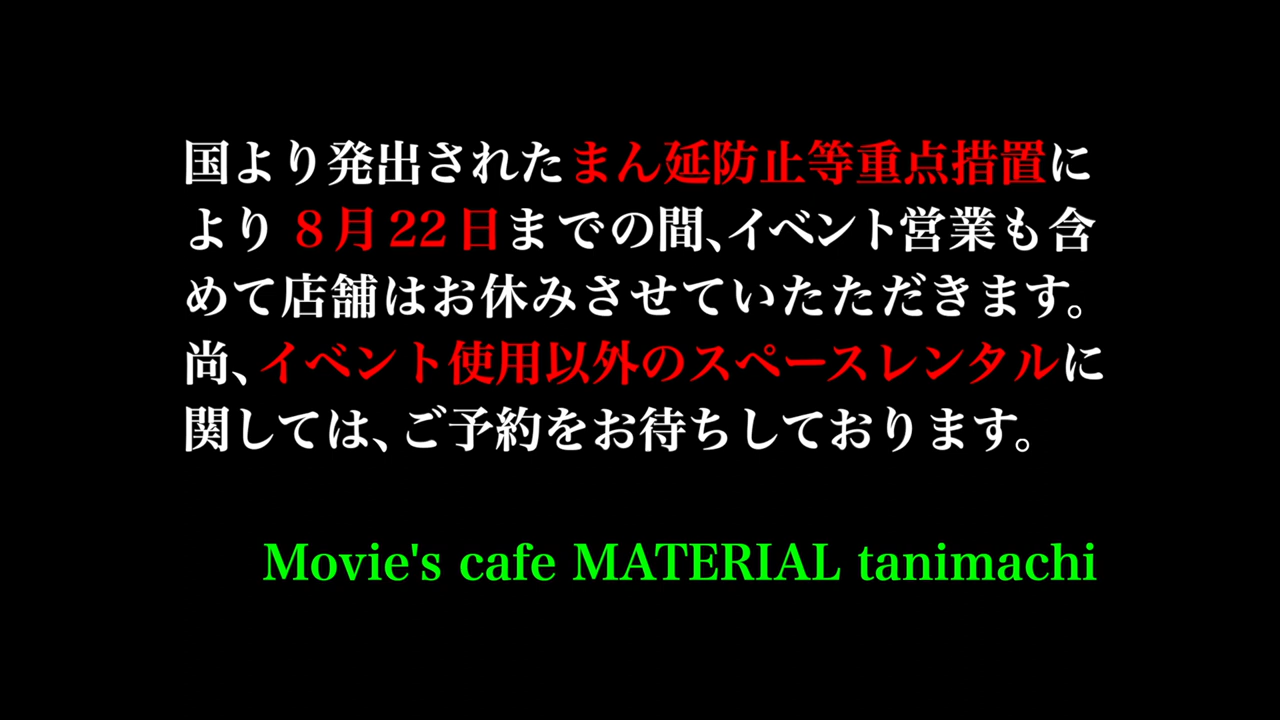 国より発出されたまん延防止等重点措置に
より８月22日までの間、イベント営業も含
めて店舗はお休みさせていたただきます。
尚、イベント使用以外のスペースレンタルに
関しては、ご予約をお待ちしております。
Movie's cafe MATERIAL tanimachi